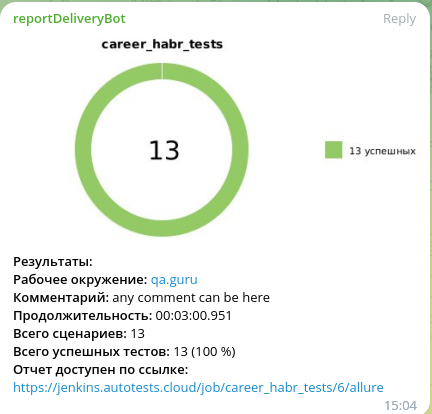 reportDeliveryBot
Reply
career_habr_tests
13
13 успешных
Результаты:
Рабочее окружение: qa.guru
Комментарий: any comment can be here
Продолжительность: 00:03:00.951
Всего сценариев: 13
Всего успешных тестов: 13 (100 %)
Отчет доступен по ссылке:
https://jenkins.autotests.cloud/job/career_habr_tests/6/allure
15:04